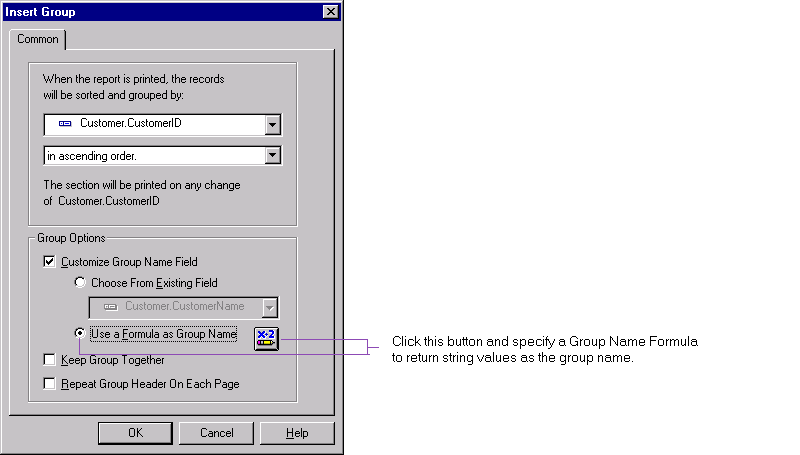 Insert Group
Common
When the report is printed, the records
will be sorted and grouped by:
Customer.CustomerID
in ascending order.
The section will be printed on any change
of Customer.CustomerID
Group Options
Customize Group Name Field
Choose From Existing Field
Customer.CustomerName
Use a Formula as Group Name
X+2
Click this button and specify a Group Name Formula
to return string values as the group name.
Keep Group Together
Repeat Group Header On Each Page
OK
Cancel
Help